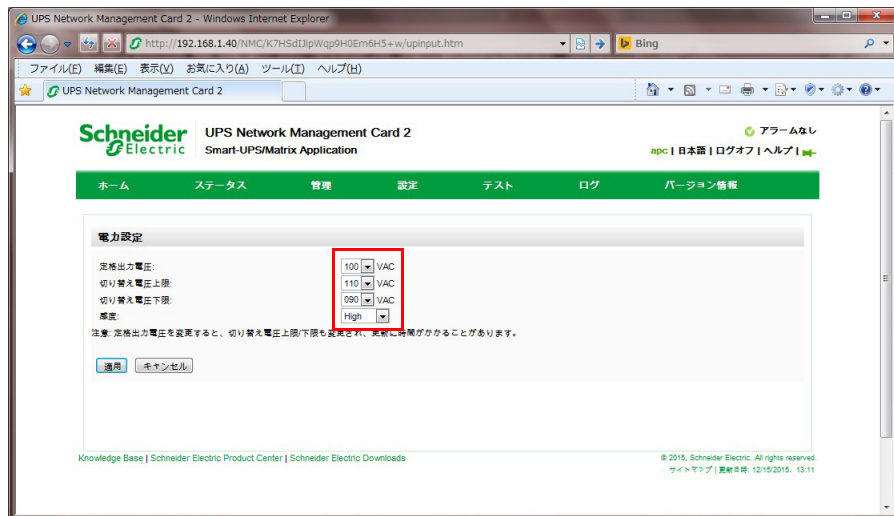 UPS Network Management Card 2 - Windows Internet Explorer
http://192.168.1.40/NMC/K7HSdIJipWqp9H0Em6H5+w/upinput.htm
Bing
ファイル(F) 編集(E) 表示(V) お気に入り(A) ツール(T) ヘルプ(H)
UPS Network Management Card 2
Schneider Electric
UPS Network Management Card 2
Smart-UPS/Matrix Application
アラームなし
apc | 日本語 | ログオフ | ヘルプ |
ホーム ステータス 管理 設定 テスト ログ バージョン情報
電力設定
定格出力電圧: 100 VAC
切り替え電圧上限: 110 VAC
切り替え電圧下限: 090 VAC
感度: High
注意: 定格出力電圧を変更すると、切り替え電圧上限/下限も変更され、更新に時間がかかることがあります。
適用 キャンセル
Knowledge Base | Schneider Electric Product Center | Schneider Electric Downloads
© 2015, Schneider Electric. All rights reserved.
サイトマップ | 更新日時: 12/15/2015、13:11